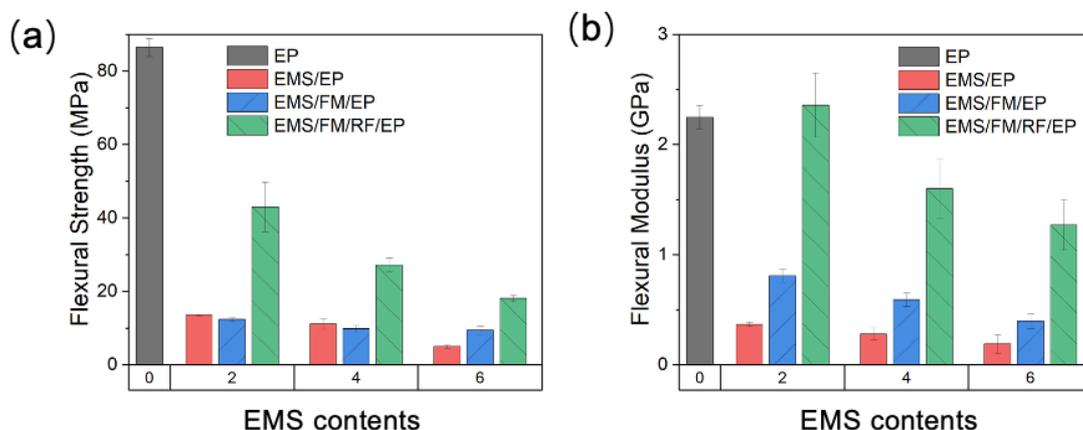 (a)
Flexural Strength (MPa)
80
60
40
20
0
EP
EMS/EP
EMS/FM/EP
EMS/FM/RF/EP
0 2 4 6
EMS contents
(b)
Flexural Modulus (GPa)
3
2
1
0
EP
EMS/EP
EMS/FM/EP
EMS/FM/RF/EP
0 2 4 6
EMS contents